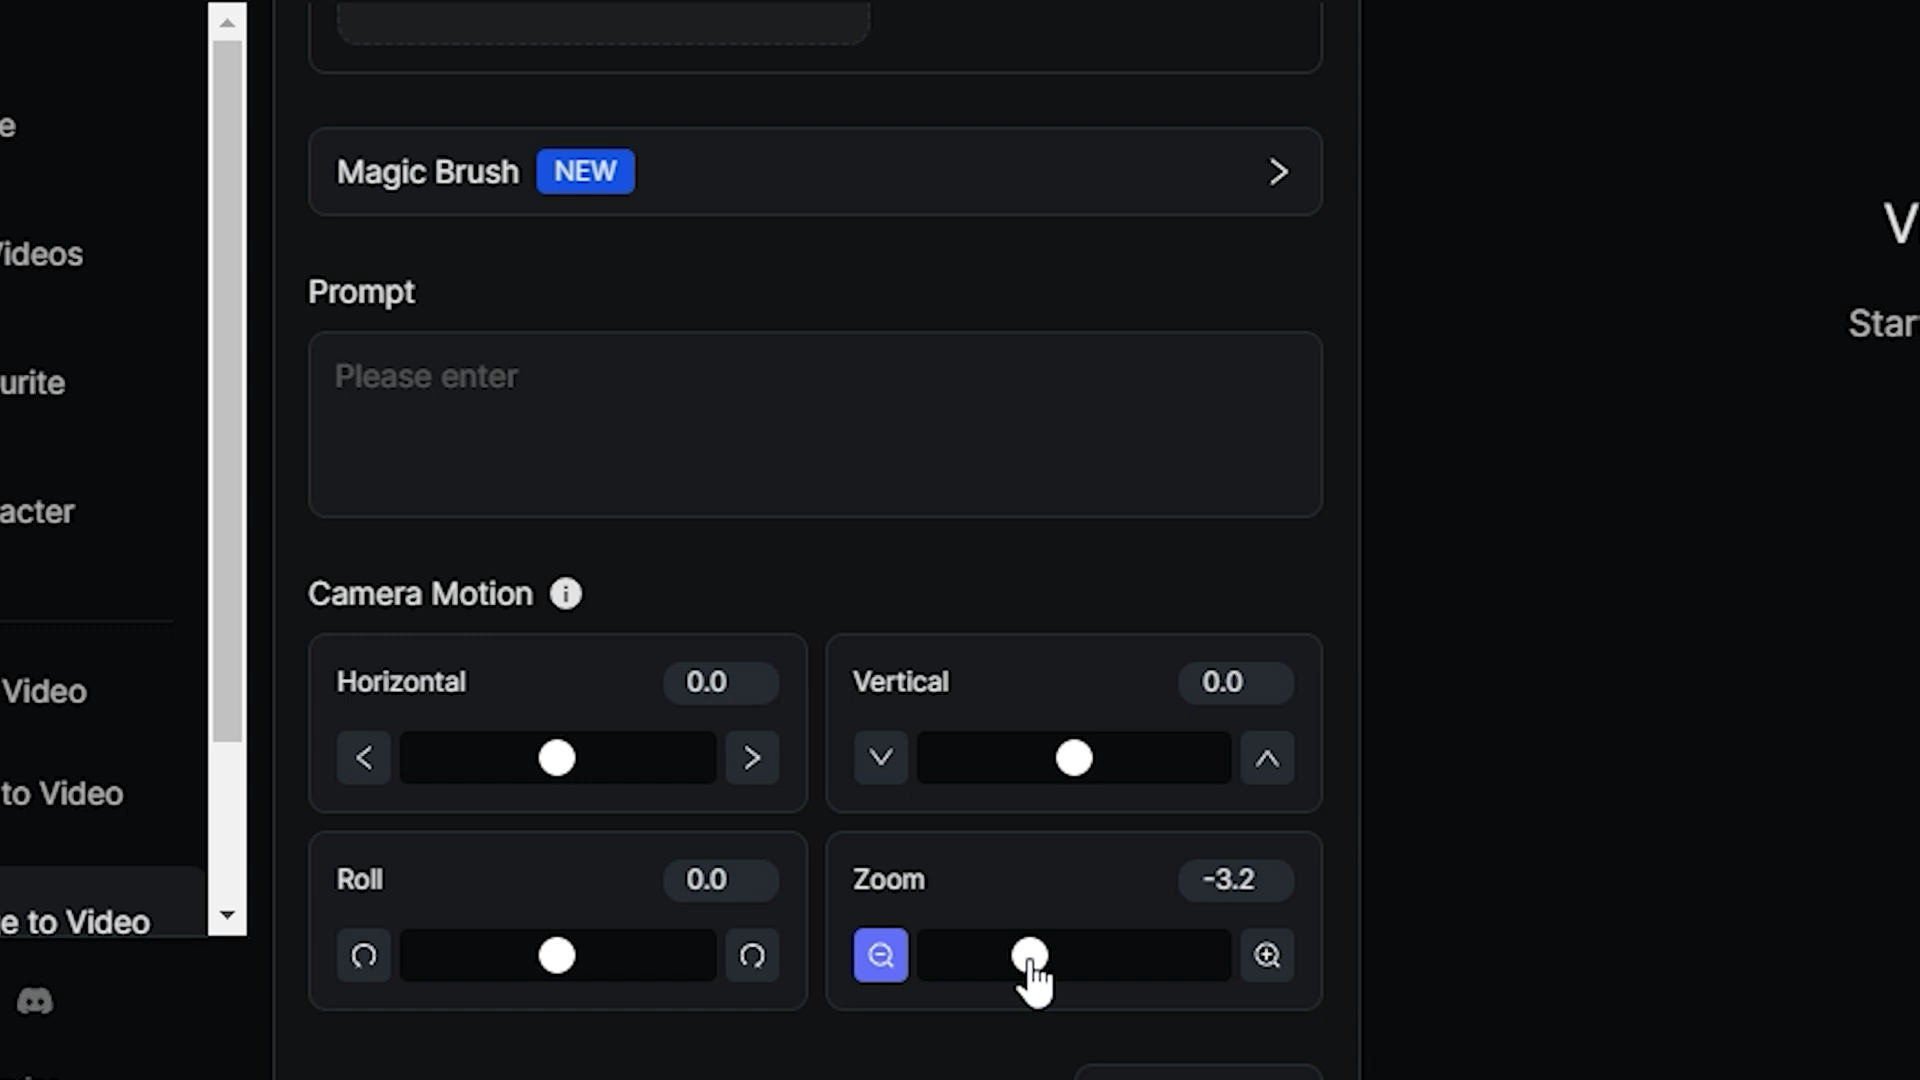 e
Videos
urite
acter
Video
to Video
e to Video
Magic Brush NEW
Prompt
Please enter
Camera Motion
Horizontal 0.0
Vertical 0.0
Roll 0.0
Zoom -3.2
V
Star